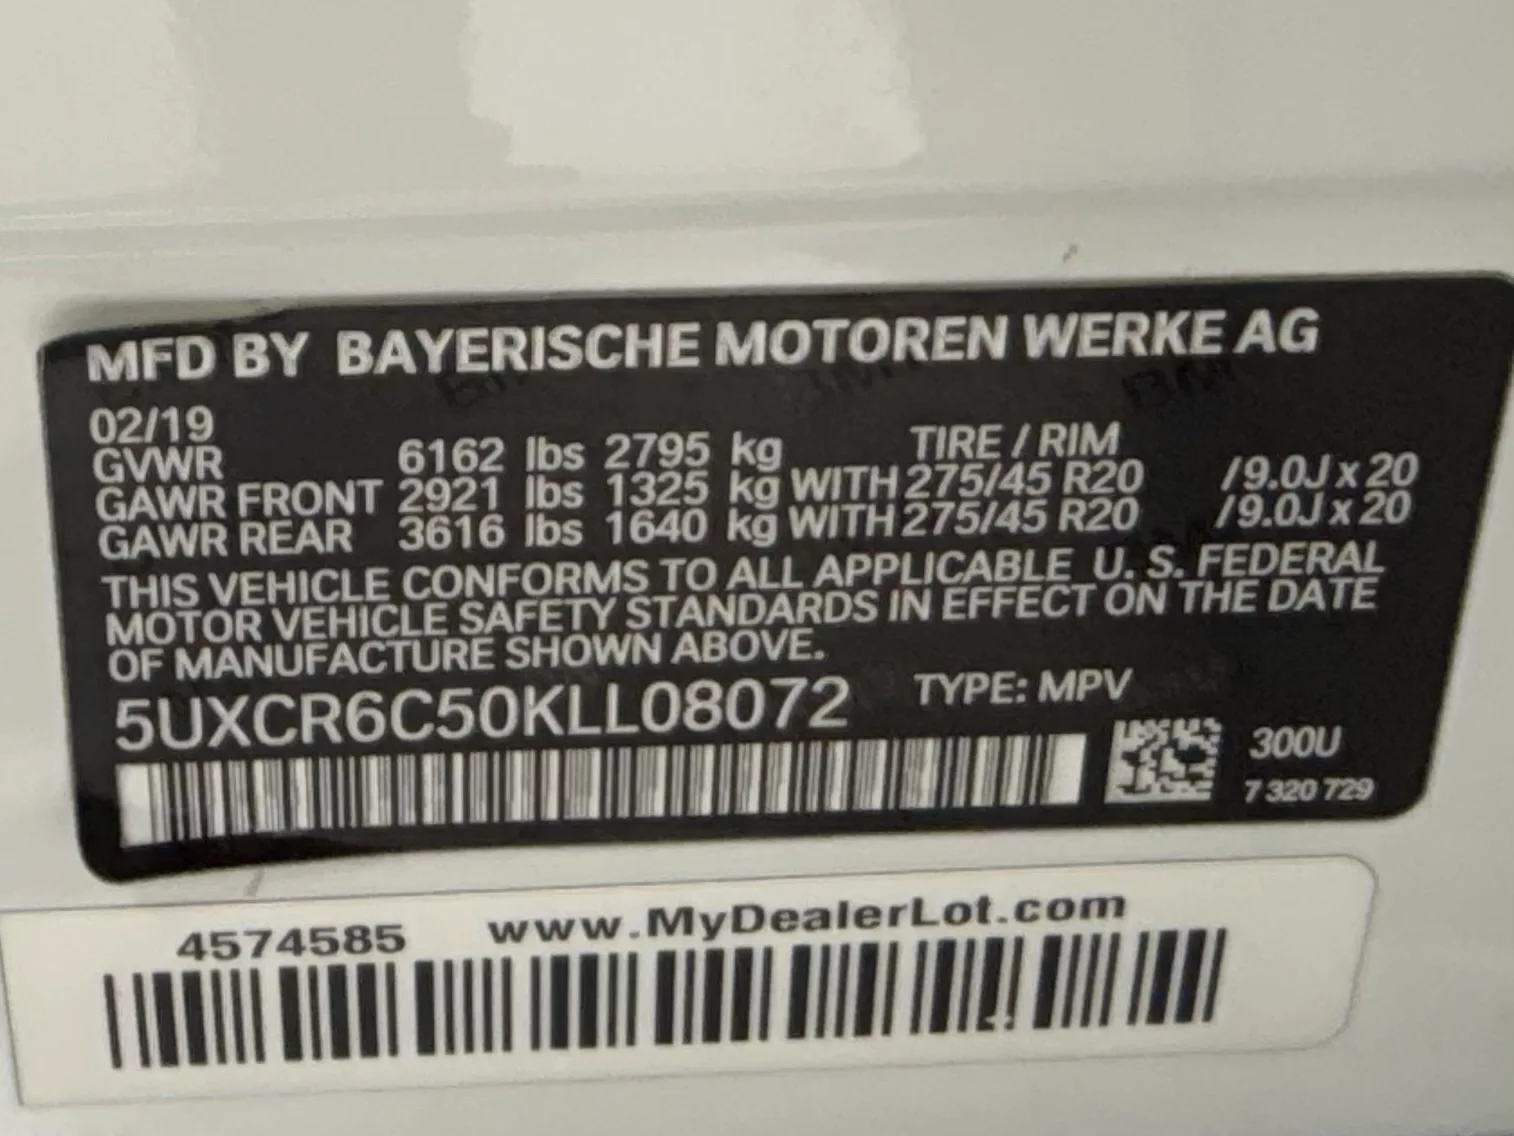 MFD BY BAYERISCHE MOTOREN WERKE AG
02/19
TIRE / RIM
GVWR 6162 lbs 2795 kg
GAWR FRONT 2921 lbs 1325 kg WITH 275/45 R20 /9.0J x 20
GAWR REAR 3616 lbs 1640 kg WITH 275/45 R20 /9.0J x 20
THIS VEHICLE CONFORMS TO ALL APPLICABLE U. S. FEDERAL
MOTOR VEHICLE SAFETY STANDARDS IN EFFECT ON THE DATE
OF MANUFACTURE SHOWN ABOVE.
5UXCR6C50KLL08072 TYPE: MPV
300U
7 320 729
4574585 www.MyDealerLot.com